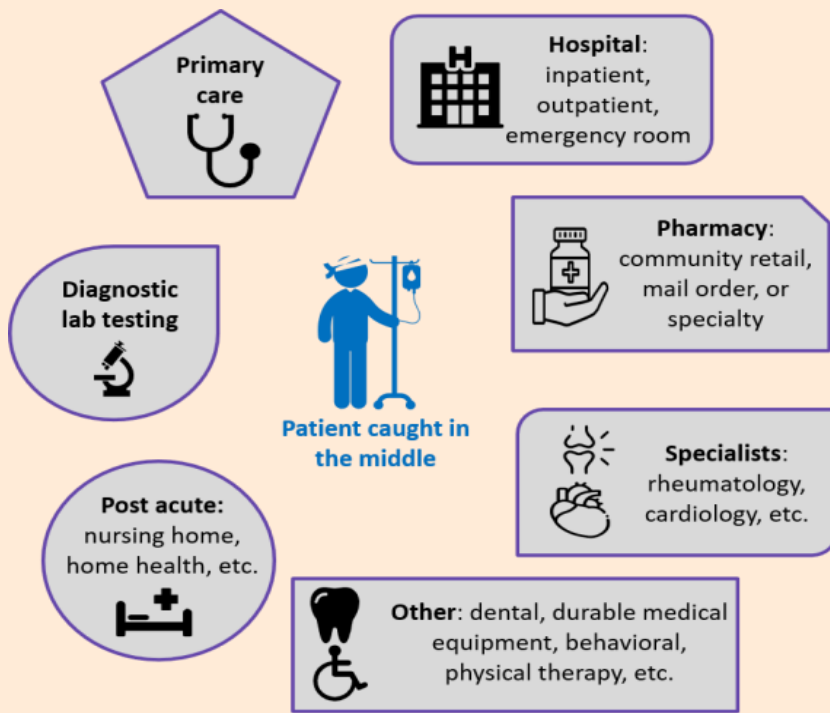 Primary
care
H
Hospital:
inpatient,
outpatient,
emergency room
Pharmacy:
community retail,
mail order, or
specialty
Diagnostic
lab testing
Patient caught in
the middle
Specialists:
rheumatology,
cardiology, etc.
Post acute:
nursing home,
home health, etc.
Other: dental, durable medical
equipment, behavioral,
physical therapy, etc.